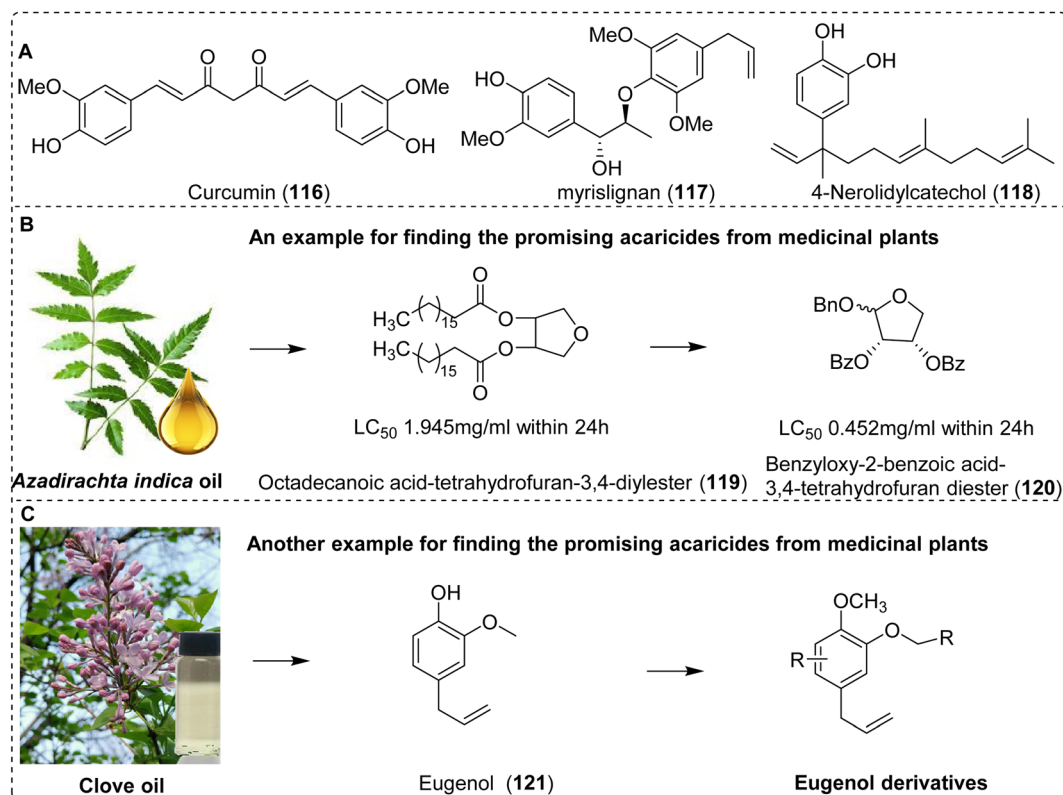 A
O O
MeO OMe
HO OH
Curcumin (116)
MeO
HO
O
MeO OMe
OH
myrislignan (117)
OH
OH
4-Nerolidylcatechol (118)
B
An example for finding the promising acaricides from medicinal plants
Azadirachta indica oil
O
H3C ( )15 O
O
H3C ( )15 O
O
LC50 1.945mg/ml within 24h
Octadecanoic acid-tetrahydrofuran-3,4-diylester (119)
BnO O
BzO OBz
LC50 0.452mg/ml within 24h
Benzyloxy-2-benzoic acid-
3,4-tetrahydrofuran diester (120)
C
Another example for finding the promising acaricides from medicinal plants
Clove oil
OH
O
Eugenol (121)
OCH3
O R
R
Eugenol derivatives